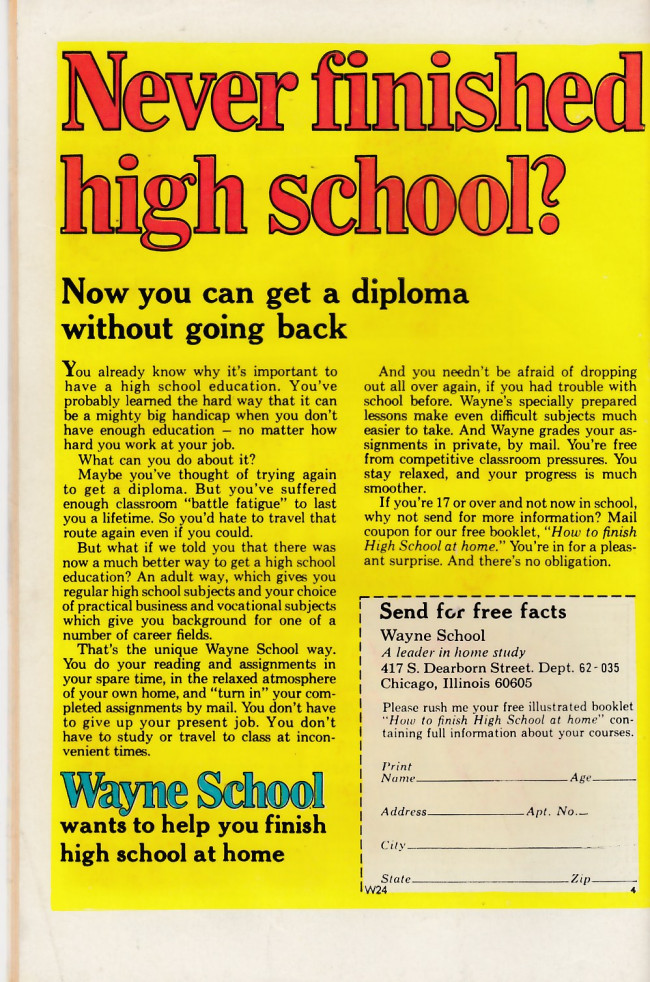 Never finished
high school?
Now you can get a diploma
without going back
You already know why it's important to
have a high school education. You've
probably learned the hard way that it can
be a mighty big handicap when you don't
have enough education – no matter how
hard you work at your job.
What can you do about it?
Maybe you've thought of trying again
to get a diploma. But you've suffered
enough classroom "battle fatigue" to last
you a lifetime. So you'd hate to travel that
route again even if you could.
But what if we told you that there was
now a much better way to get a high school
education? An adult way, which gives you
regular high school subjects and your choice
of practical business and vocational subjects
which give you background for one of a
number of career fields.
That's the unique Wayne School way.
You do your reading and assignments in
your spare time, in the relaxed atmosphere
of your own home, and "turn in" your com-
pleted assignments by mail. You don't have
to give up your present job. You don't
have to study or travel to class at incon-
venient times.
Wayne School
wants to help you finish
high school at home
And you needn't be afraid of dropping
out all over again, if you had trouble with
school before. Wayne's specially prepared
lessons make even difficult subjects much
easier to take. And Wayne grades your as-
signments in private, by mail. You're free
from competitive classroom pressures. You
stay relaxed, and your progress is much
smoother.
If you're 17 or over and not now in school,
why not send for more information? Mail
coupon for our free booklet, "How to finish
High School at home." You're in for a pleas-
ant surprise. And there's no obligation.
Send for free facts
Wayne School
A leader in home study
417 S. Dearborn Street. Dept. 62-035
Chicago, Illinois 60605
Please rush me your free illustrated booklet
"How to finish High School at home" con-
taining full information about your courses.
Print
Name Age
Address Apt. No.
City
State Zip
W24 4